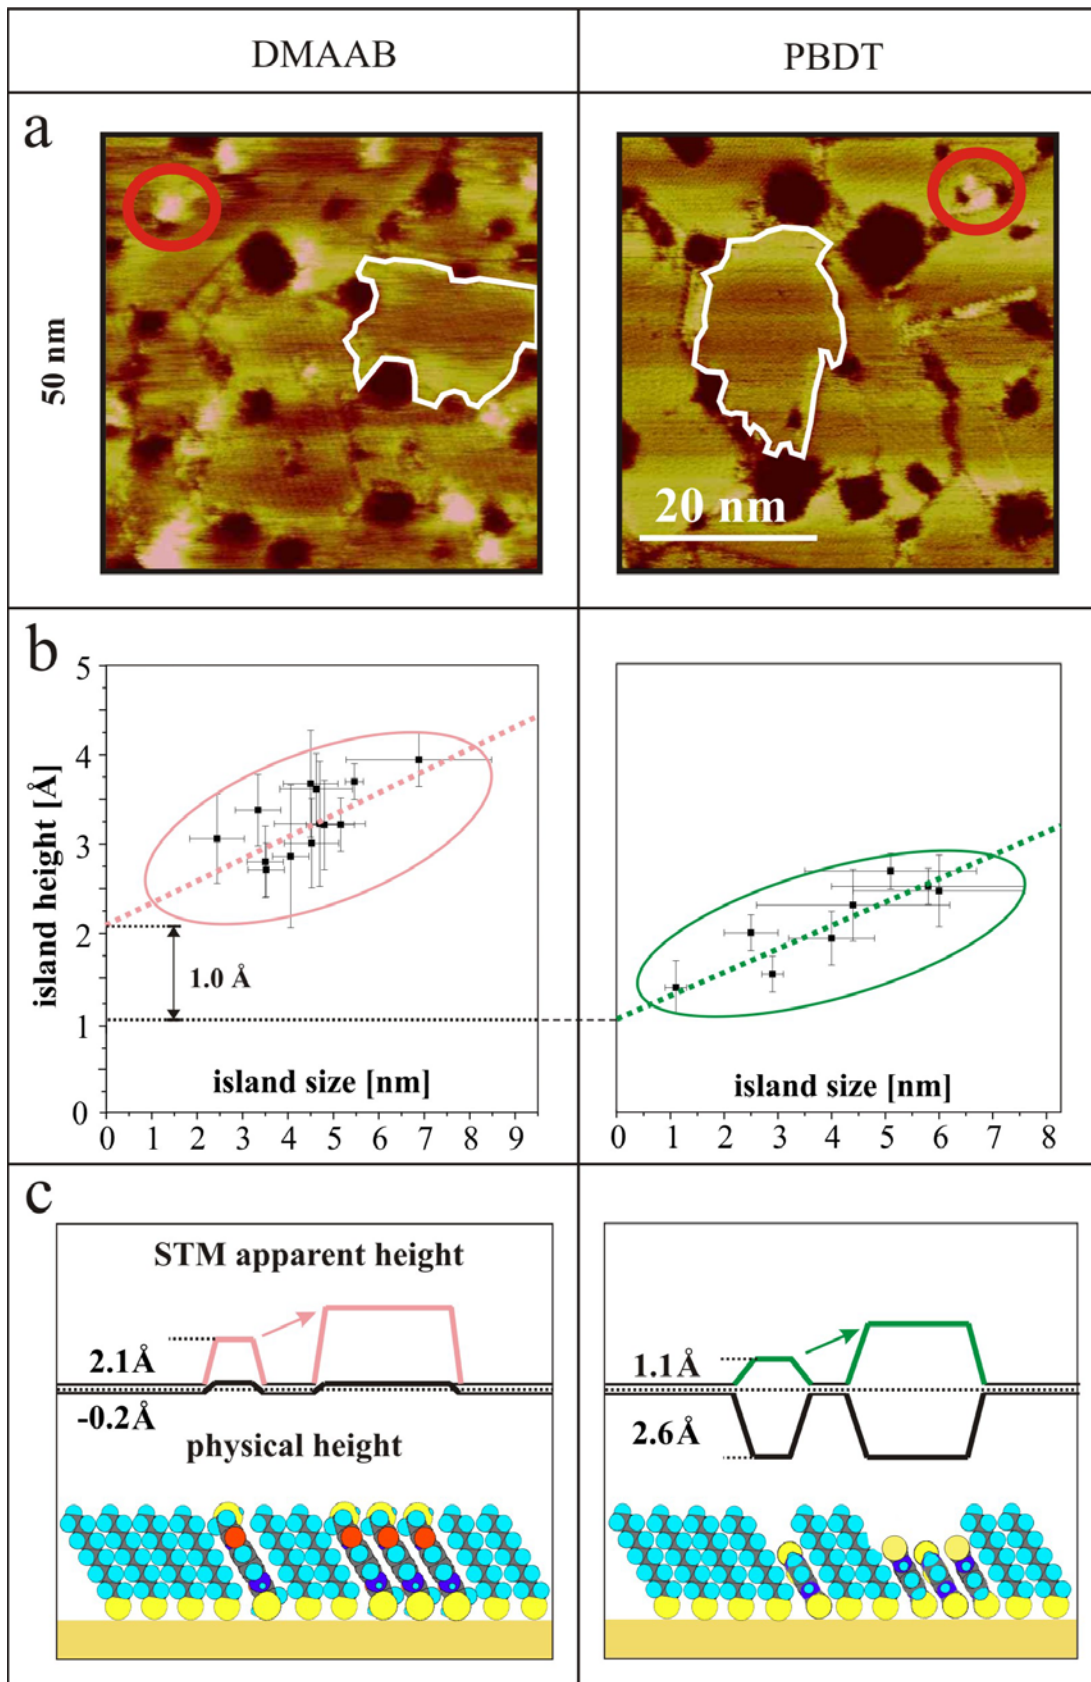 DMAAB
PBDT
a
50 nm
20 nm
b
5
4
3
2
1
0
island height [Å]
1.0 Å
island size [nm]
0 1 2 3 4 5 6 7 8 9
island size [nm]
0 1 2 3 4 5 6 7 8
c
STM apparent height
2.1Å
-0.2Å
physical height
1.1Å
2.6Å